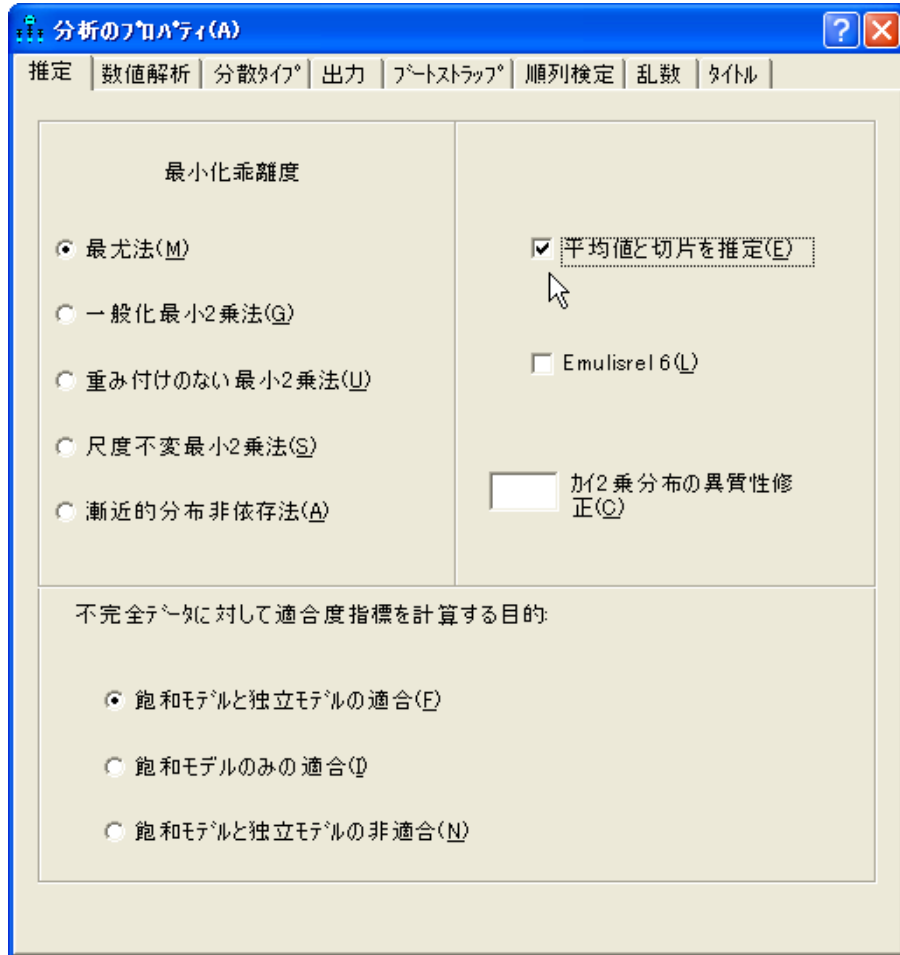 分析のﾌﾟﾛﾊﾟﾃｨ(A)
推定 数値解析 分散ﾀｲﾌﾟ 出力 ﾌﾞｰﾄｽﾄﾗｯﾌﾟ 順列検定 乱数 ﾀｲﾄﾙ
最小化乖離度
最尤法(M)
平均値と切片を推定(E)
一般化最小2乗法(G)
Emulisrel 6(L)
重み付けのない最小2乗法(U)
尺度不変最小2乗法(S)
ｶｲ2乗分布の異質性修
正(C)
漸近的分布非依存法(A)
不完全ﾃﾞｰﾀに対して適合度指標を計算する目的:
飽和ﾓﾃﾞﾙと独立ﾓﾃﾞﾙの適合(F)
飽和モデルのみの適合(I)
飽和ﾓﾃﾞﾙと独立ﾓﾃﾞﾙの非適合(N)